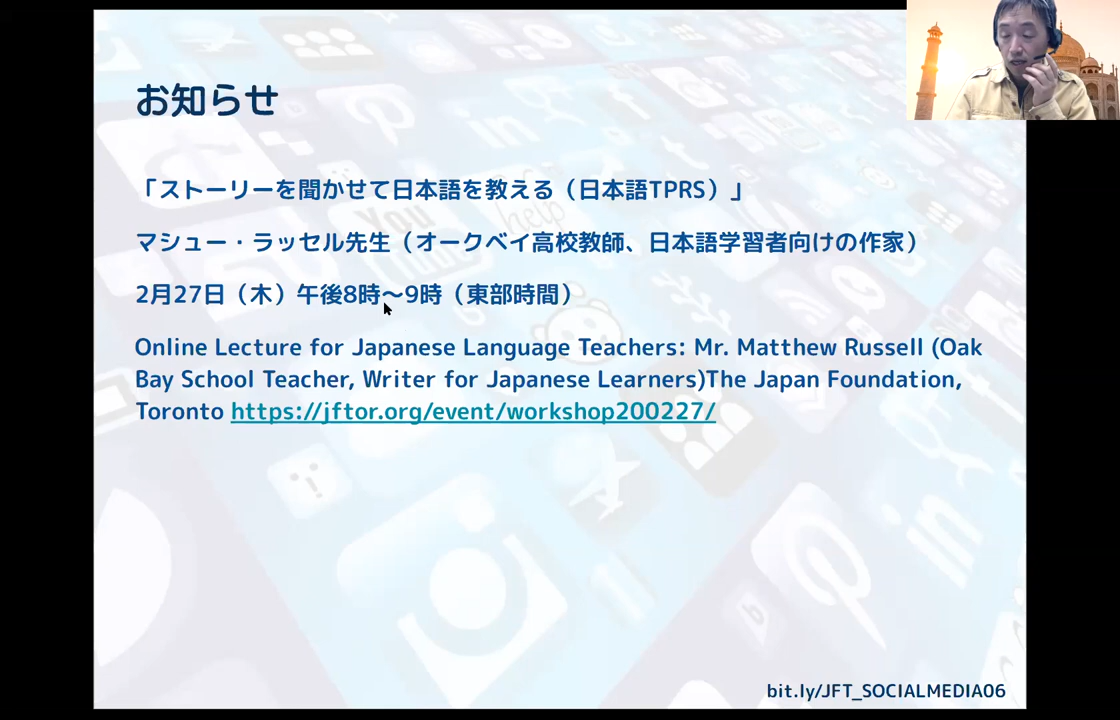 お知らせ
「ストーリーを聞かせて日本語を教える（日本語TPRS）」
マシュー・ラッセル先生（オークベイ高校教師、日本語学習者向けの作家）
2月27日（木）午後8時～9時（東部時間）
Online Lecture for Japanese Language Teachers: Mr. Matthew Russell (Oak
Bay School Teacher, Writer for Japanese Learners)The Japan Foundation,
Toronto https://jftor.org/event/workshop200227/
bit.ly/JFT_SOCIALMEDIA06